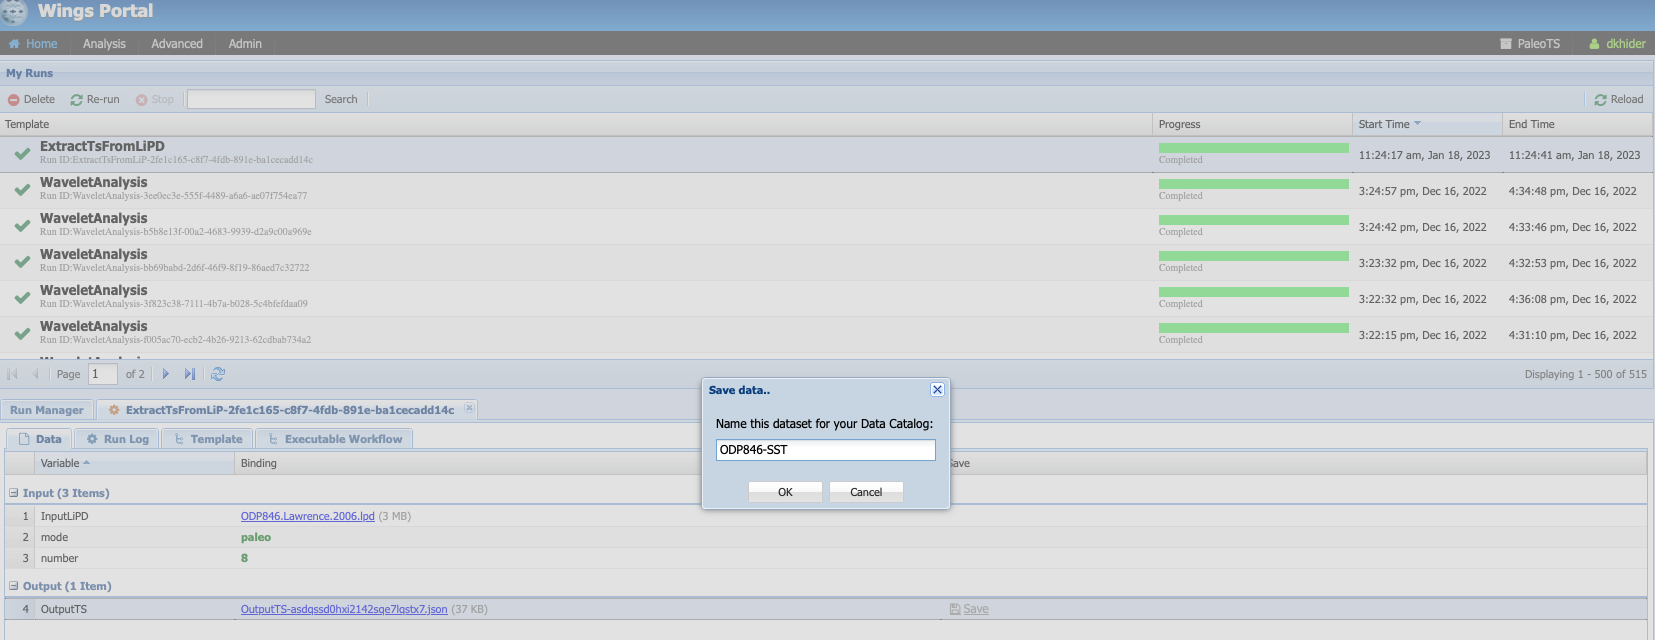 Wings Portal
Home Analysis Advanced Admin PaleoTS dkhider
My Runs
Delete Re-run Stop Search Reload
Template Progress Start Time End Time
ExtractTsFromLiPD 11:24:17 am, Jan 18, 2023 11:24:41 am, Jan 18, 2023
Run ID:ExtractTsFromLiP-2fe1c165-c8f7-4fdb-891e-ba1cecadd14c Completed
WaveletAnalysis 3:24:57 pm, Dec 16, 2022 4:34:48 pm, Dec 16, 2022
Run ID:WaveletAnalysis-3ee0ec3e-555f-4489-a6a6-ae07f754ea77 Completed
WaveletAnalysis 3:24:42 pm, Dec 16, 2022 4:33:46 pm, Dec 16, 2022
Run ID:WaveletAnalysis-b5b8e13f-00a2-4683-9939-d2a9c00a969e Completed
WaveletAnalysis 3:23:32 pm, Dec 16, 2022 4:32:53 pm, Dec 16, 2022
Run ID:WaveletAnalysis-bb69babd-2d6f-46f9-8f19-86aed7c32722 Completed
WaveletAnalysis 3:22:32 pm, Dec 16, 2022 4:36:08 pm, Dec 16, 2022
Run ID:WaveletAnalysis-3f823c38-7111-4b7a-b028-5c4bfefdaa09 Completed
WaveletAnalysis 3:22:15 pm, Dec 16, 2022 4:31:10 pm, Dec 16, 2022
Run ID:WaveletAnalysis-f005ac70-ecb2-4b26-9213-62cdbab734a2 Completed
Page 1 of 2 Displaying 1 - 500 of 515
Save data..
Name this dataset for your Data Catalog:
ODP846-SST
OK Cancel
Run Manager ExtractTsFromLiP-2fe1c165-c8f7-4fdb-891e-ba1cecadd14c
Data Run Log Template Executable Workflow
Variable Binding ave
Input (3 Items)
1 InputLiPD ODP846.Lawrence.2006.lpd (3 MB)
2 mode paleo
3 number 8
Output (1 Item)
4 OutputTS OutputTS-asdqssd0hxi2142sqe7lqstx7.json (37 KB) Save